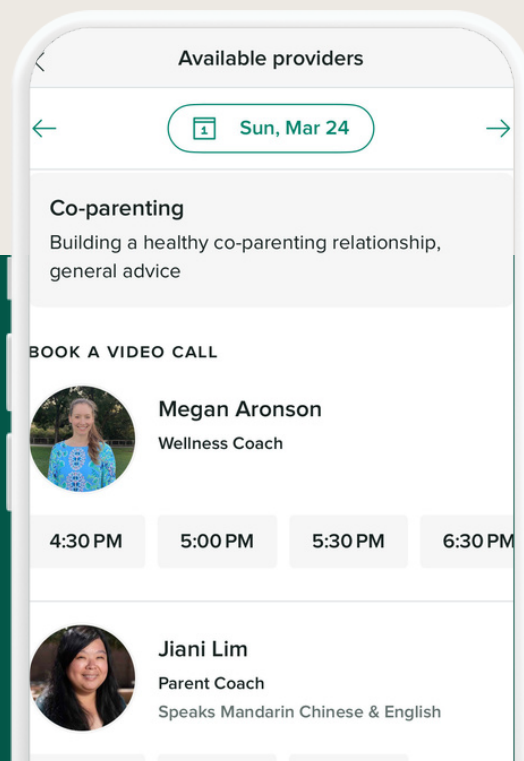 Available providers
1 Sun, Mar 24
Co-parenting
Building a healthy co-parenting relationship,
general advice
BOOK A VIDEO CALL
Megan Aronson
Wellness Coach
4:30 PM 5:00 PM 5:30 PM 6:30 PM
Jiani Lim
Parent Coach
Speaks Mandarin Chinese & English